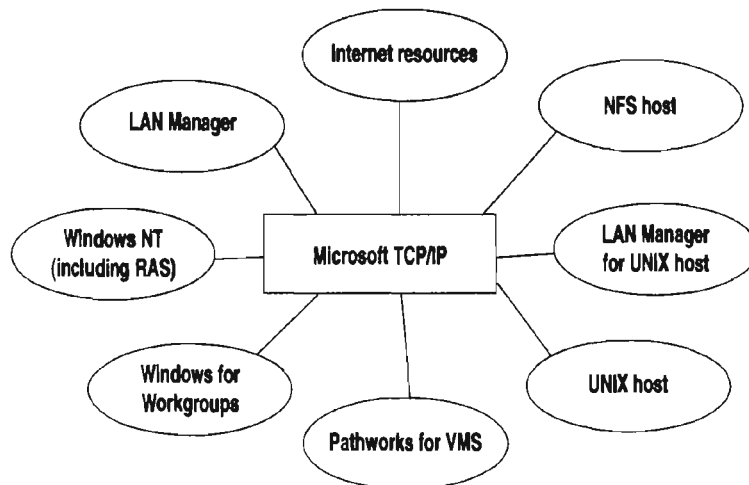 Internet resources
LAN Manager
NFS host
Windows NT
(including RAS)
Microsoft TCP/IP
LAN Manager
for UNIX host
Windows for
Workgroups
UNIX host
Pathworks for VMS